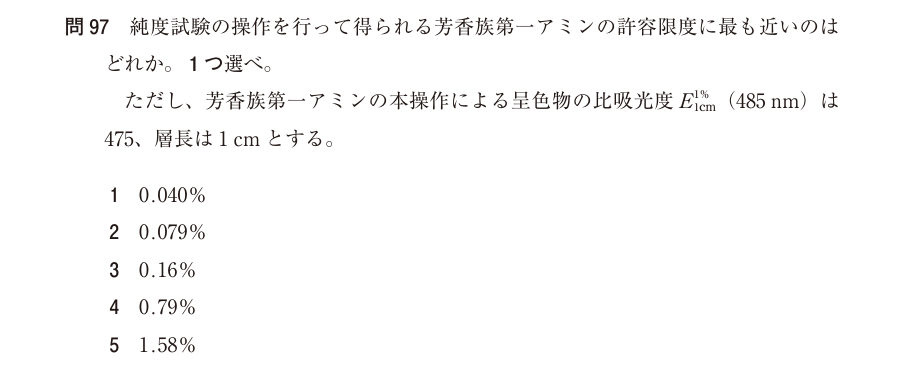 問 97 純度試験の操作を行って得られる芳香族第一アミンの許容限度に最も近いのは
どれか。1つ選べ。
ただし、芳香族第一アミンの本操作による呈色物の比吸光度 E1%1cm（485 nm）は
475、層長は 1 cm とする。
1 0.040%
2 0.079%
3 0.16%
4 0.79%
5 1.58%